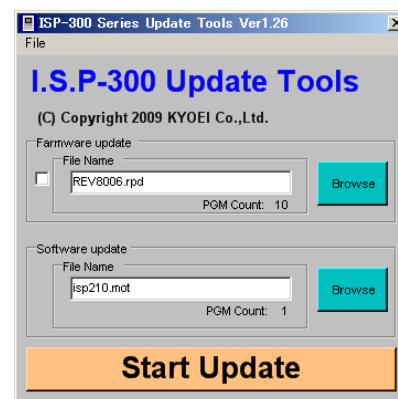 ISP-300 Series Update Tools Ver1.26
File
I.S.P-300 Update Tools
(C) Copyright 2009 KYOEI Co.,Ltd.
Farmware update
File Name
REV8006.rpd
Browse
PGM Count: 10
Software update
File Name
isp210.mot
Browse
PGM Count: 1
Start Update